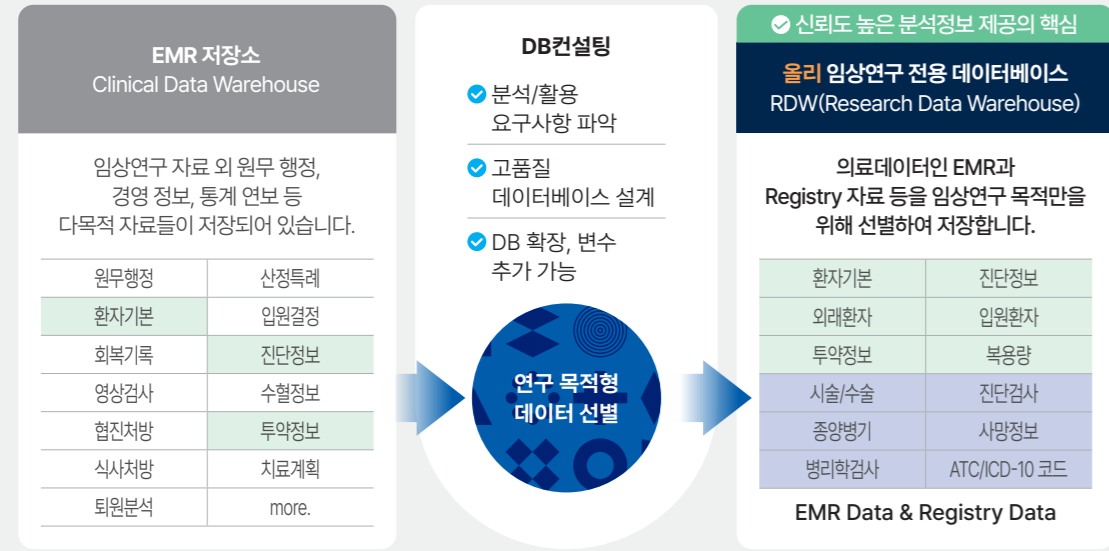 EMR 저장소
Clinical Data Warehouse
임상연구 자료 외 원무 행정,
경영 정보, 통계 연보 등
다목적 자료들이 저장되어 있습니다.
원무행정 산정특례
환자기본 입원결정
회복기록 진단정보
영상검사 수혈정보
협진처방 투약정보
식사처방 치료계획
퇴원분석 more.
DB컨설팅
분석/활용
요구사항 파악
고품질
데이터베이스 설계
DB 확장, 변수
추가 가능
연구 목적형
데이터 선별
신뢰도 높은 분석정보 제공의 핵심
올리 임상연구 전용 데이터베이스
RDW(Research Data Warehouse)
의료데이터인 EMR과
Registry 자료 등을 임상연구 목적만을
위해 선별하여 저장합니다.
환자기본 진단정보
외래환자 입원환자
투약정보 복용량
시술/수술 진단검사
종양병기 사망정보
병리학검사 ATC/ICD-10 코드
EMR Data & Registry Data